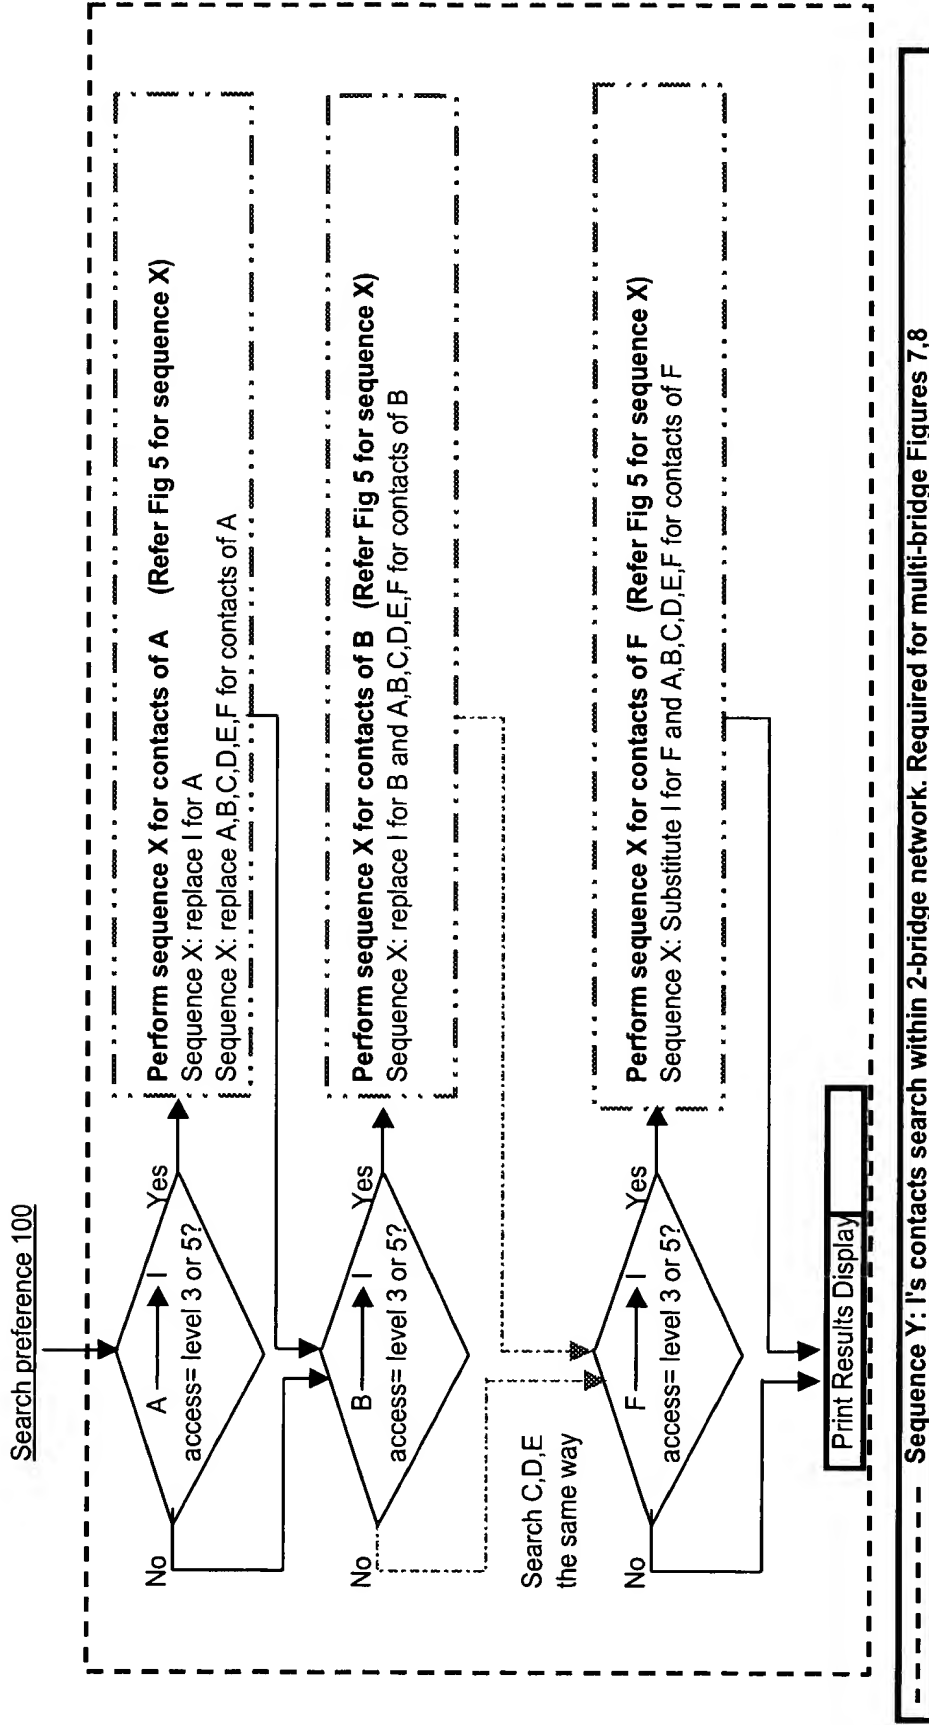 Search preference 100
A I Yes
access= level 3 or 5?
No
Perform sequence X for contacts of A (Refer Fig 5 for sequence X)
Sequence X: replace I for A
Sequence X: replace A,B,C,D,E,F for contacts of A
B I Yes
access= level 3 or 5?
No
Perform sequence X for contacts of B (Refer Fig 5 for sequence X)
Sequence X: replace I for B and A,B,C,D,E,F for contacts of B
Search C,D,E
the same way
F I Yes
access= level 3 or 5?
No
Perform sequence X for contacts of F (Refer Fig 5 for sequence X)
Sequence X: Substitute I for F and A,B,C,D,E,F for contacts of F
Print Results Display
Sequence Y: I's contacts search within 2-bridge network. Required for multi-bridge Figures 7,8